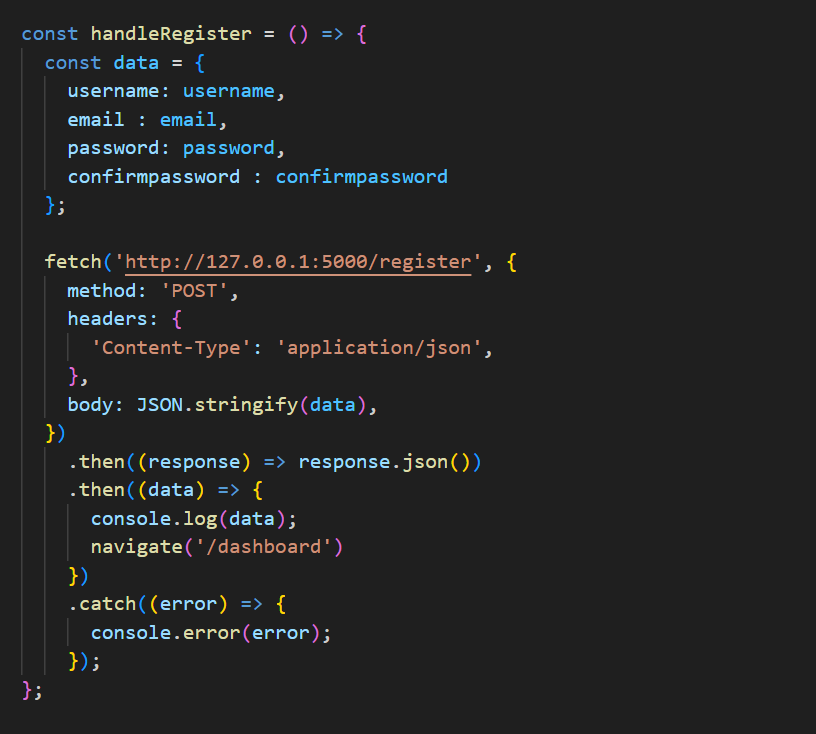 const handleRegister = () => {
  const data = {
    username: username,
    email : email,
    password: password,
    confirmpassword : confirmpassword
  };

  fetch('http://127.0.0.1:5000/register', {
    method: 'POST',
    headers: {
      'Content-Type': 'application/json',
    },
    body: JSON.stringify(data),
  })
    .then((response) => response.json())
    .then((data) => {
      console.log(data);
      navigate('/dashboard')
    })
    .catch((error) => {
      console.error(error);
    });
};